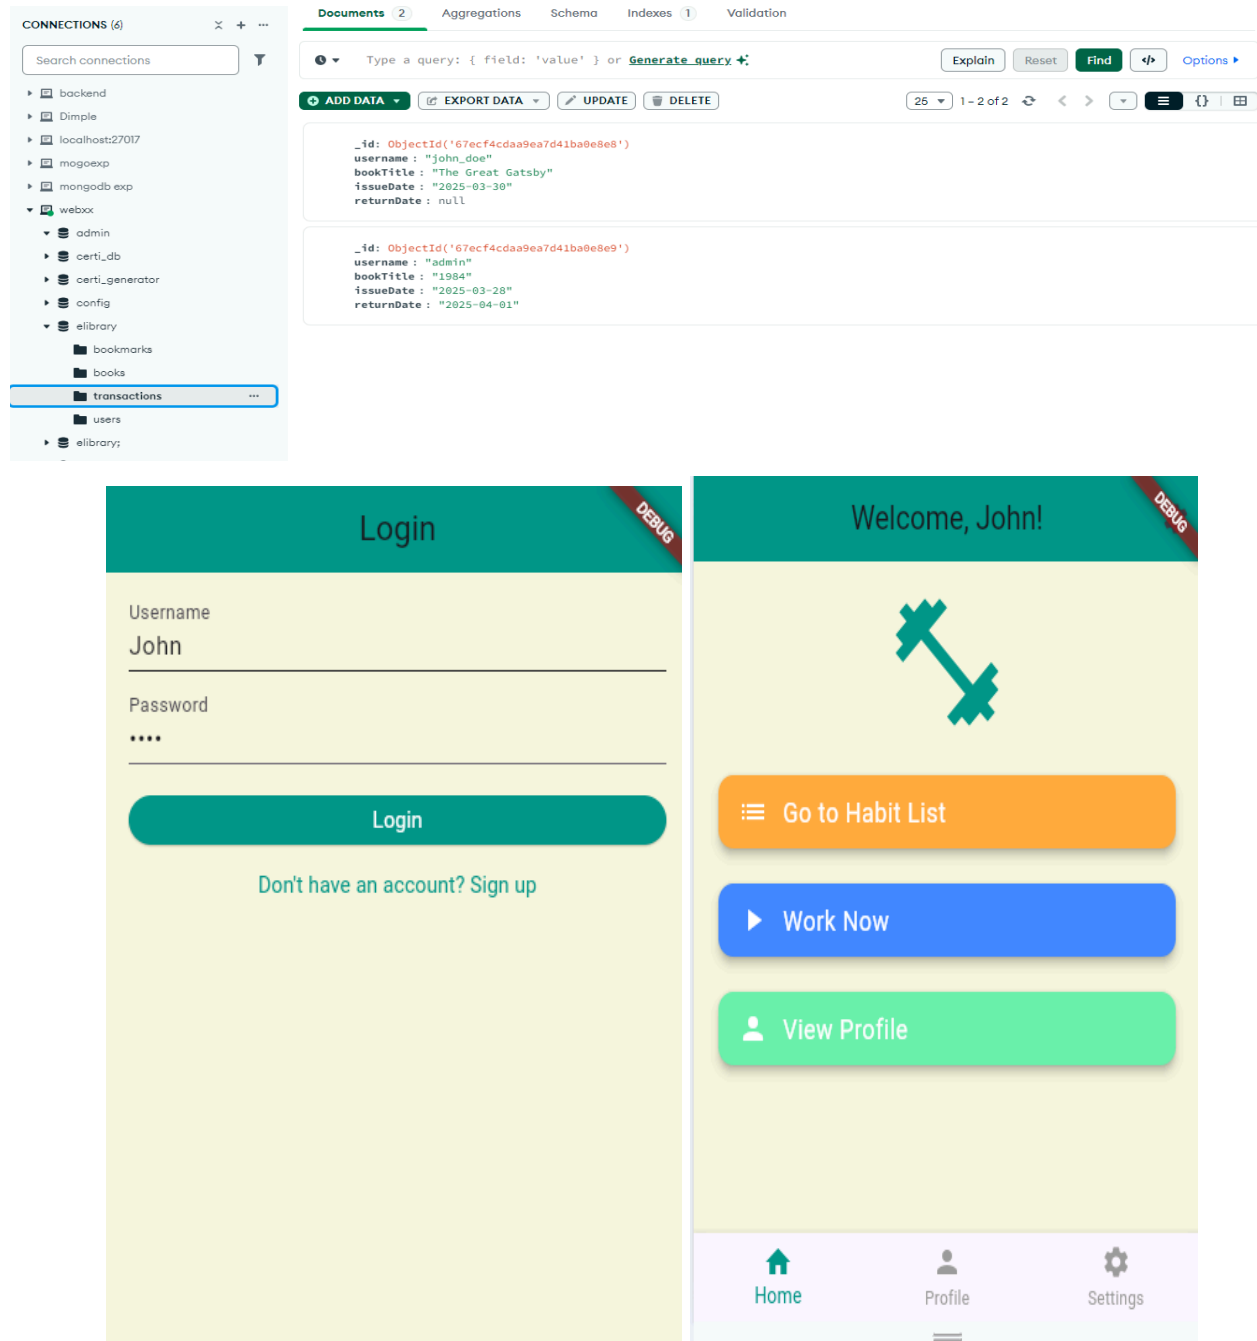 CONNECTIONS (6)
Search connections
backend
Dimple
localhost:27017
mogoexp
mongodb exp
webxx
admin
certi_db
certi_generator
config
elibrary
bookmarks
books
transactions
users
elibrary;
Documents 2 Aggregations Schema Indexes 1 Validation
Type a query: { field: 'value' } or Generate query Explain Reset Find </> Options
ADD DATA EXPORT DATA UPDATE DELETE 25 1 – 2 of 2 {}
_id: ObjectId('67ecf4cdaa9ea7d41ba0e8e8')
username : "john_doe"
bookTitle : "The Great Gatsby"
issueDate : "2025-03-30"
returnDate : null
_id: ObjectId('67ecf4cdaa9ea7d41ba0e8e9')
username : "admin"
bookTitle : "1984"
issueDate : "2025-03-28"
returnDate : "2025-04-01"
Login
DEBUG
Username
John
Password
••••
Login
Don't have an account? Sign up
Welcome, John!
DEBUG
Go to Habit List
Work Now
View Profile
Home Profile Settings